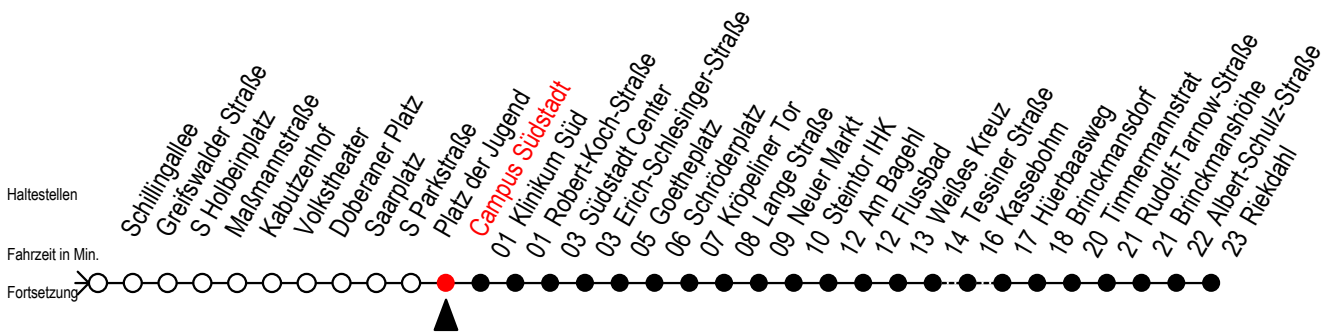 Haltestellen
Schillingallee
Greifswalder Straße
S Holbeinplatz
Maßmannstraße
Kabutzenhof
Volkstheater
Doberaner Platz
Saarplatz
S Parkstraße
Platz der Jugend
Campus Südstadt
01 Klinikum Süd
01 Robert-Koch-Straße
03 Südstadt Center
03 Erich-Schlesinger-Straße
05 Goetheplatz
06 Schröderplatz
07 Kröpeliner Tor
08 Lange Straße
09 Neuer Markt
10 Steintor IHK
12 Am Bagehl
12 Flussbad
13 Weißes Kreuz
14 Tessiner Straße
16 Kassebohm
17 Hüerbaasweg
18 Brinckmansdorf
20 Timmermannstrat
21 Rudolf-Tarnow-Straße
21 Brinckmanshöhe
22 Albert-Schulz-Straße
23 Riekdahl
Fahrzeit in Min.
Fortsetzung